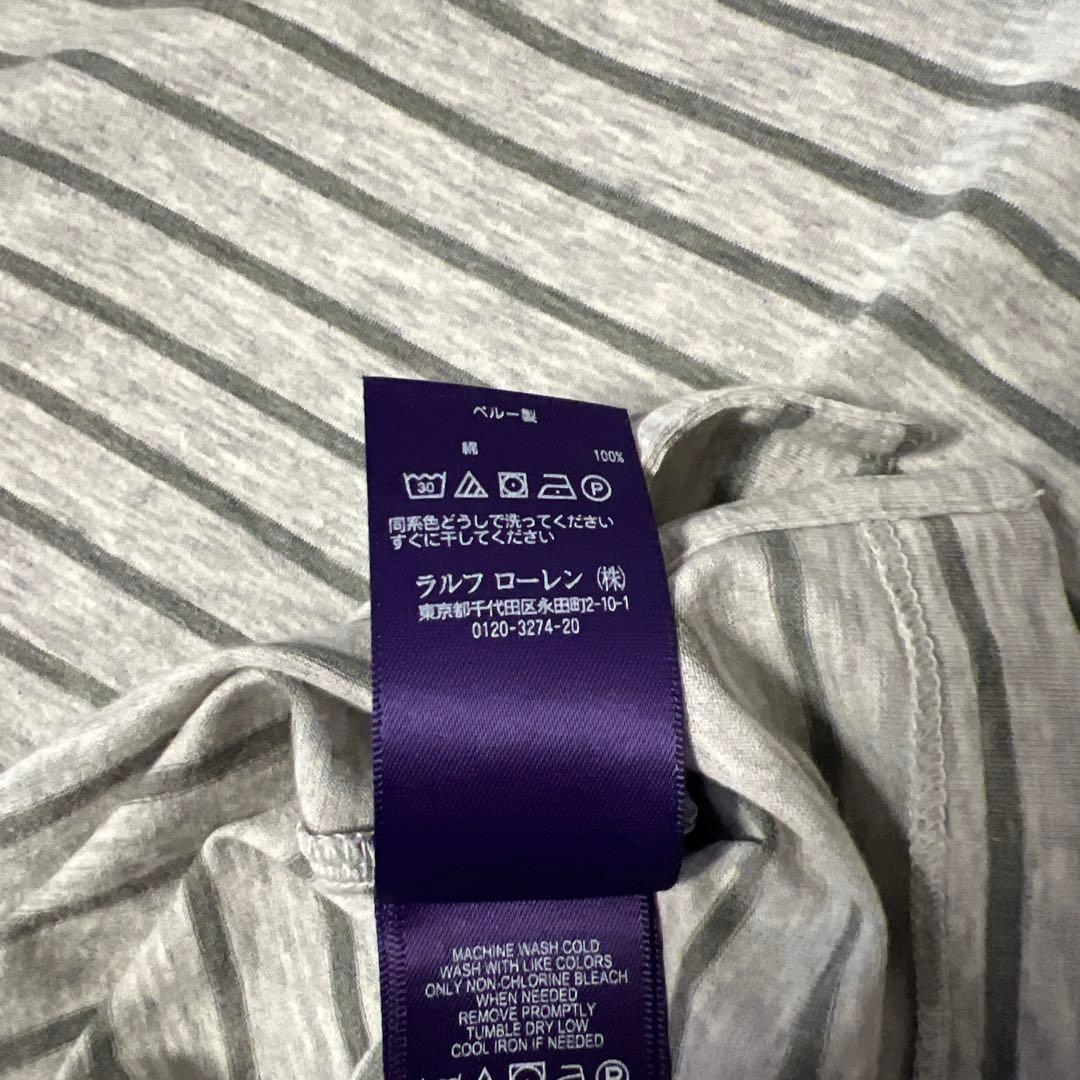 ペルー製
綿 100%
30 P
同系色どうしで洗ってください
すぐに干してください
ラルフ ローレン (株)
東京都千代田区永田町2-10-1
0120-3274-20
MACHINE WASH COLD
WASH WITH LIKE COLORS
ONLY NON-CHLORINE BLEACH
WHEN NEEDED
REMOVE PROMPTLY
TUMBLE DRY LOW
COOL IRON IF NEEDED
P